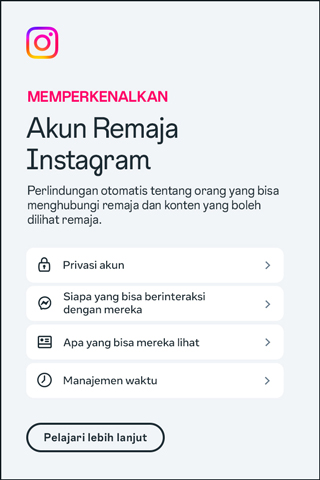 MEMPERKENALKAN
Akun Remaja
Instagram
Perlindungan otomatis tentang orang yang bisa
menghubungi remaja dan konten yang boleh
dilihat remaja.
Privasi akun
Siapa yang bisa berinteraksi
dengan mereka
Apa yang bisa mereka lihat
Manajemen waktu
Pelajari lebih lanjut